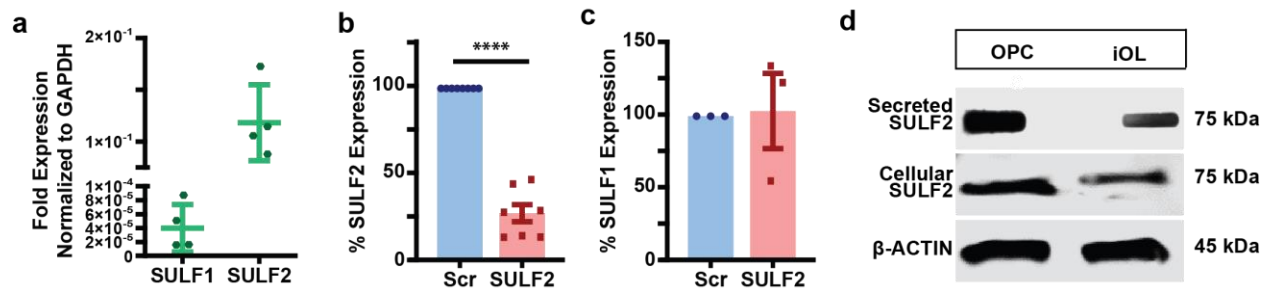 a
Fold Expression
Normalized to GAPDH
2×10⁻¹
1×10⁻¹
1×10⁻⁴
8×10⁻⁵
6×10⁻⁵
4×10⁻⁵
2×10⁻⁵
0
SULF1 SULF2
b
% SULF2 Expression
****
100
50
0
Scr SULF2
c
% SULF1 Expression
150
100
50
0
Scr SULF2
d
OPC iOL
Secreted
SULF2
75 kDa
Cellular
SULF2
75 kDa
β-ACTIN
45 kDa